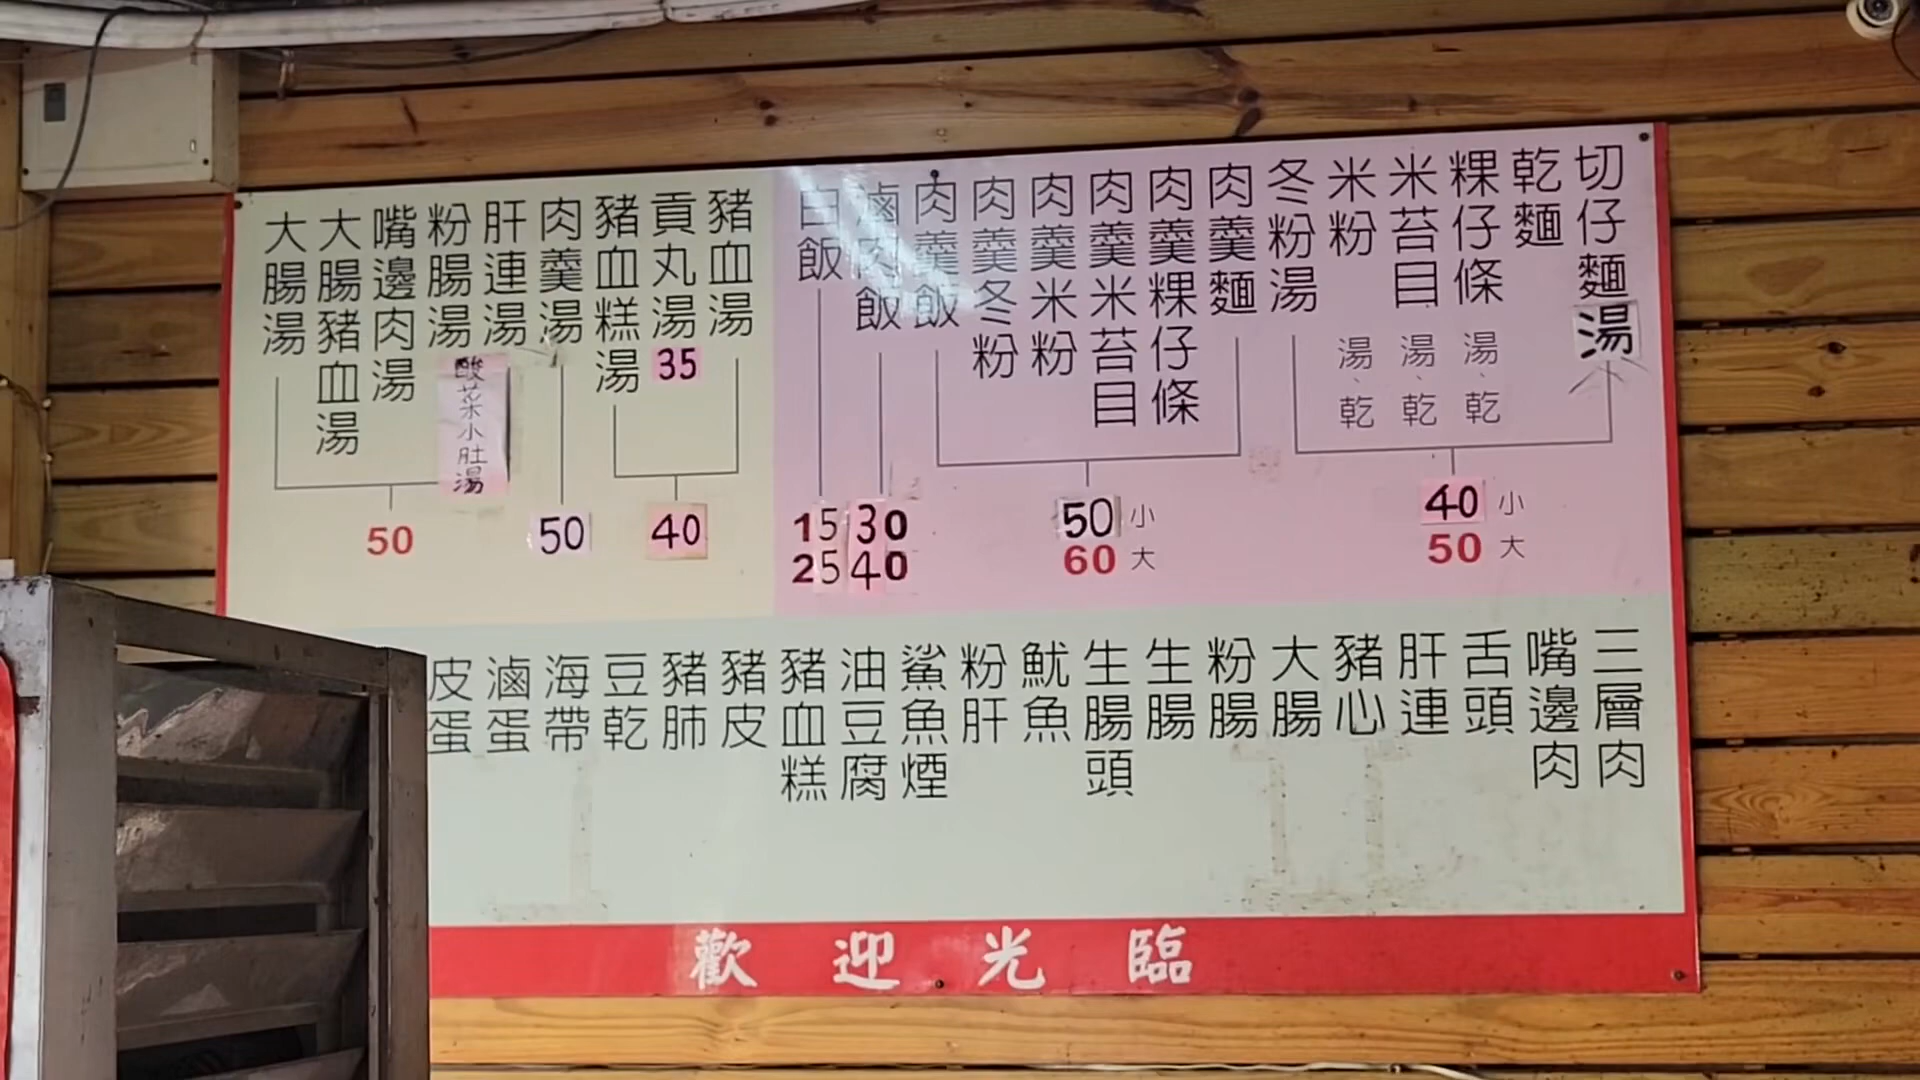 切仔麵湯
乾麵
粿仔條 湯、乾
米苔目 湯、乾
米粉 湯、乾
冬粉湯
40 小
50 大
肉羹麵
肉羹粿仔條
肉羹米苔目
肉羹米粉
肉羹冬粉
肉羹飯
50 小
60 大
滷肉飯
30
40
白飯
15
25
豬血湯
貢丸湯 35
豬血糕湯
40
肉羹湯
50
肝連湯
粉腸湯
酸菜小肚湯
嘴邊肉湯
大腸豬血湯
大腸湯
50
三層肉
嘴邊肉
舌頭
肝連
豬心
大腸
粉腸
生腸
生腸頭
魷魚
粉肝
鯊魚煙
油豆腐
豬血糕
豬皮
豬肺
豆乾
海帶
滷蛋
皮蛋
歡迎光臨